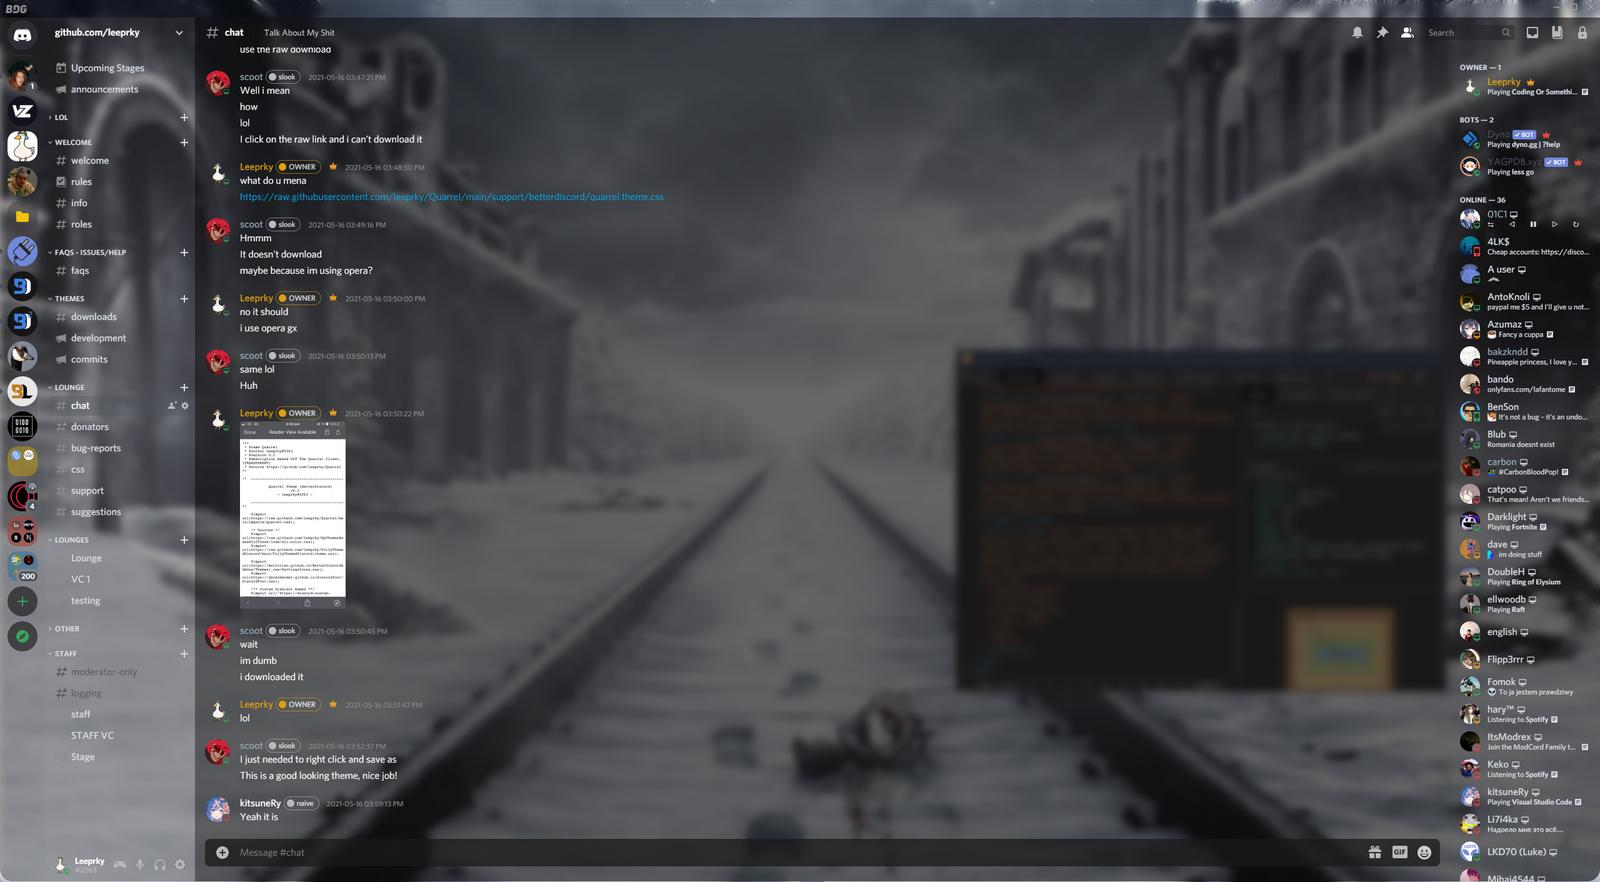 BDG
github.com/leeprky
Upcoming Stages
announcements
LOL
WELCOME
welcome
rules
info
roles
FAQS - ISSUES/HELP
faqs
THEMES
downloads
development
commits
LOUNGE
chat
donators
bug-reports
css
support
suggestions
LOUNGES
Lounge
VC 1
testing
OTHER
STAFF
moderator-only
logging
staff
STAFF VC
Stage
Leeprky
#2063
1
4
200
# chat Talk About My Shit
Search
use the raw download
scoot slook 2021-05-16 03:47:21 PM
Well i mean
how
lol
I click on the raw link and i can't download it
Leeprky OWNER 2021-05-16 03:48:30 PM
what do u mena
https://raw.githubusercontent.com/leeprky/Quarrel/main/support/betterdiscord/quarrel.theme.css
scoot slook 2021-05-16 03:49:16 PM
Hmmm
It doesn't download
maybe because im using opera?
Leeprky OWNER 2021-05-16 03:50:00 PM
no it should
i use opera gx
scoot slook 2021-05-16 03:50:13 PM
same lol
Huh
Leeprky OWNER 2021-05-16 03:50:22 PM
Done Reader View Available
scoot slook 2021-05-16 03:50:45 PM
wait
im dumb
i downloaded it
Leeprky OWNER 2021-05-16 03:51:47 PM
lol
scoot slook 2021-05-16 03:52:37 PM
I just needed to right click and save as
This is a good looking theme, nice job!
kitsuneRy naive 2021-05-16 03:59:13 PM
Yeah it is
Message #chat
GIF
OWNER — 1
Leeprky
Playing Coding Or Somethi...
BOTS — 2
Dyno BOT
Playing dyno.gg | ?help
YAGPDB.xyz BOT
Playing less go
ONLINE — 36
01C1
4LK$
Cheap accounts: https://disco...
A user
AntoKnoli
paypal me $5 and I'll give u not...
Azumaz
Fancy a cuppa
bakzkndd
Pineapple princess, I love y...
bando
onlyfans.com/lafantome
BenSon
It's not a bug – it's an undo...
Blub
Romania doesnt exist
carbon
#CarbonBloodPop!
catpoo
That's mean! Aren't we friends...
Darklight
Playing Fortnite
dave
im doing stuff
DoubleH
Playing Ring of Elysium
ellwoodb
Playing Raft
english
Flipp3rrr
Fomok
To ja jestem prawdziwy
hary™
Listening to Spotify
ItsModrex
Join the ModCord Family t...
Keko
Listening to Spotify
kitsuneRy
Playing Visual Studio Code
Li7i4ka
Надоело мне это всё....
LKD70 (Luke)
Mihai4544